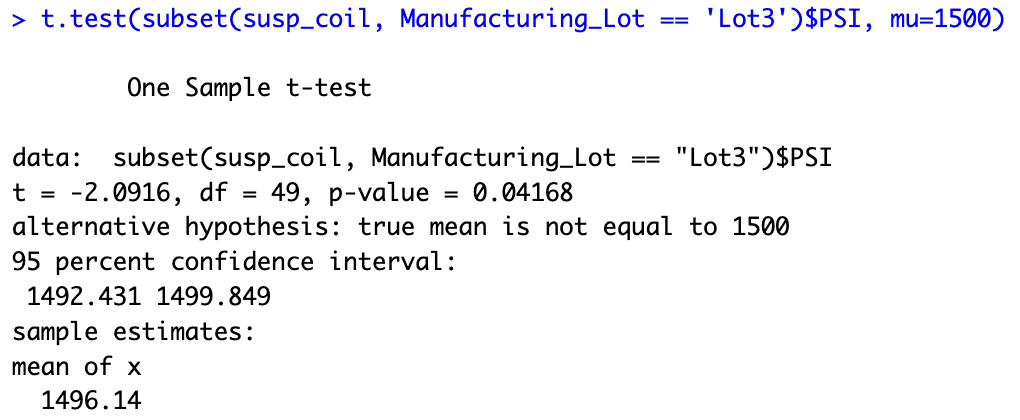 > t.test(subset(susp_coil, Manufacturing_Lot == 'Lot3')$PSI, mu=1500)
One Sample t-test
data:  subset(susp_coil, Manufacturing_Lot == "Lot3")$PSI
t = -2.0916, df = 49, p-value = 0.04168
alternative hypothesis: true mean is not equal to 1500
95 percent confidence interval:
1492.431 1499.849
sample estimates:
mean of x
1496.14